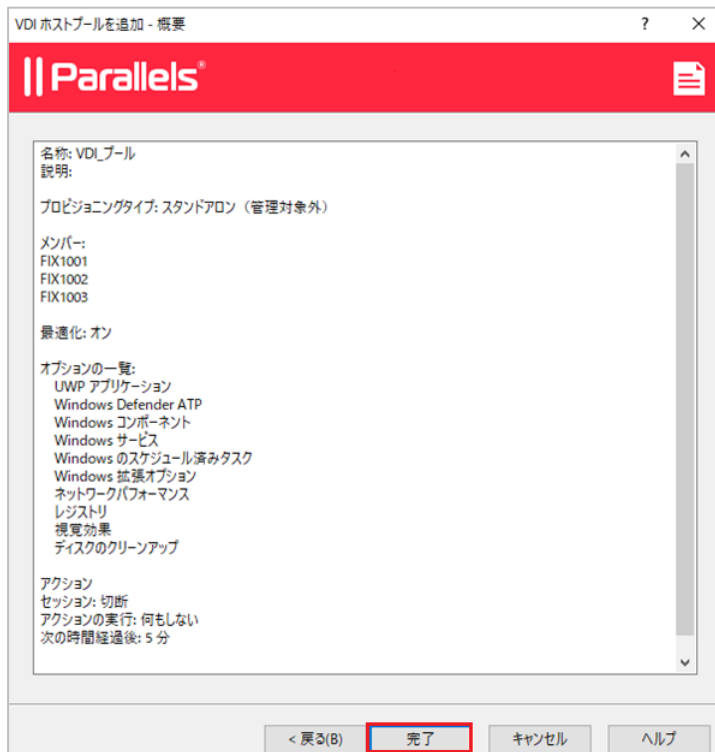 VDI ホストプールを追加 - 概要
?
×
Parallels®
名称: VDI_プール
説明:
プロビジョニングタイプ: スタンドアロン（管理対象外）
メンバー:
FIX1001
FIX1002
FIX1003
最適化: オン
オプションの一覧:
UWP アプリケーション
Windows Defender ATP
Windows コンポーネント
Windows サービス
Windows のスケジュール済みタスク
Windows 拡張オプション
ネットワークパフォーマンス
レジストリ
視覚効果
ディスクのクリーンアップ
アクション
セッション: 切断
アクションの実行: 何もしない
次の時間経過後: 5 分
< 戻る(B) 完了 キャンセル ヘルプ